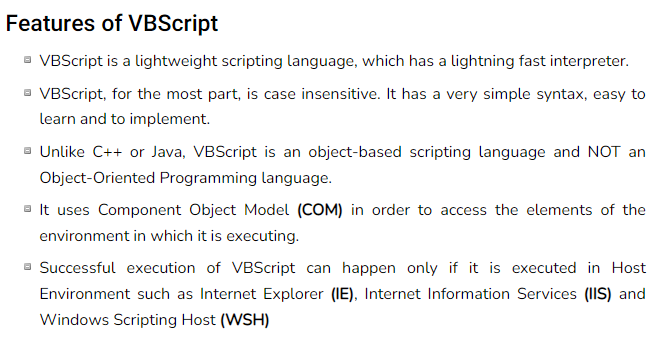 Features of VBScript
VBScript is a lightweight scripting language, which has a lightning fast interpreter.
VBScript, for the most part, is case insensitive. It has a very simple syntax, easy to
learn and to implement.
Unlike C++ or Java, VBScript is an object-based scripting language and NOT an
Object-Oriented Programming language.
It uses Component Object Model (COM) in order to access the elements of the
environment in which it is executing.
Successful execution of VBScript can happen only if it is executed in Host
Environment such as Internet Explorer (IE), Internet Information Services (IIS) and
Windows Scripting Host (WSH)